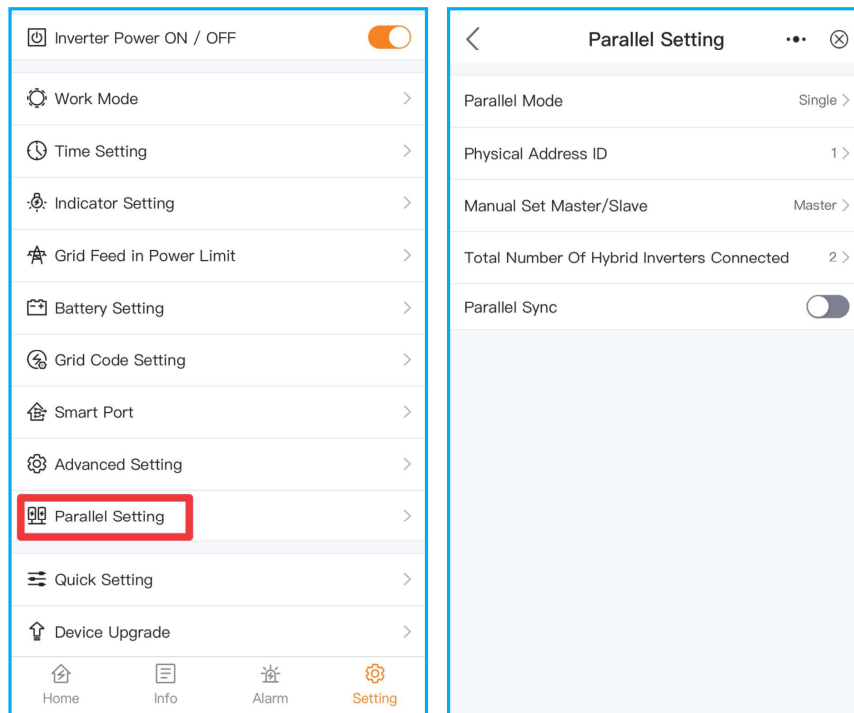 Inverter Power ON / OFF
Work Mode
Time Setting
Indicator Setting
Grid Feed in Power Limit
Battery Setting
Grid Code Setting
Smart Port
Advanced Setting
Parallel Setting
Quick Setting
Device Upgrade
Home Info Alarm Setting
Parallel Setting
Parallel Mode Single
Physical Address ID 1
Manual Set Master/Slave Master
Total Number Of Hybrid Inverters Connected 2
Parallel Sync